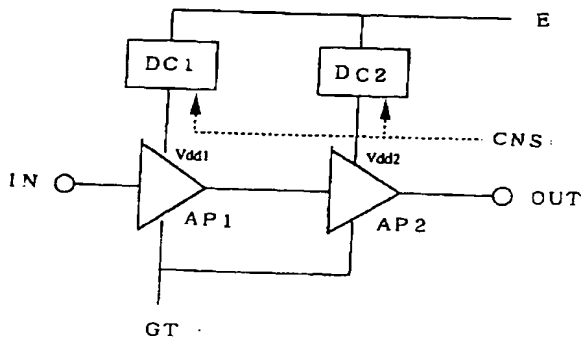 E
DC1
DC2
CNS
Vdd1
Vdd2
IN
OUT
AP1
AP2
GT